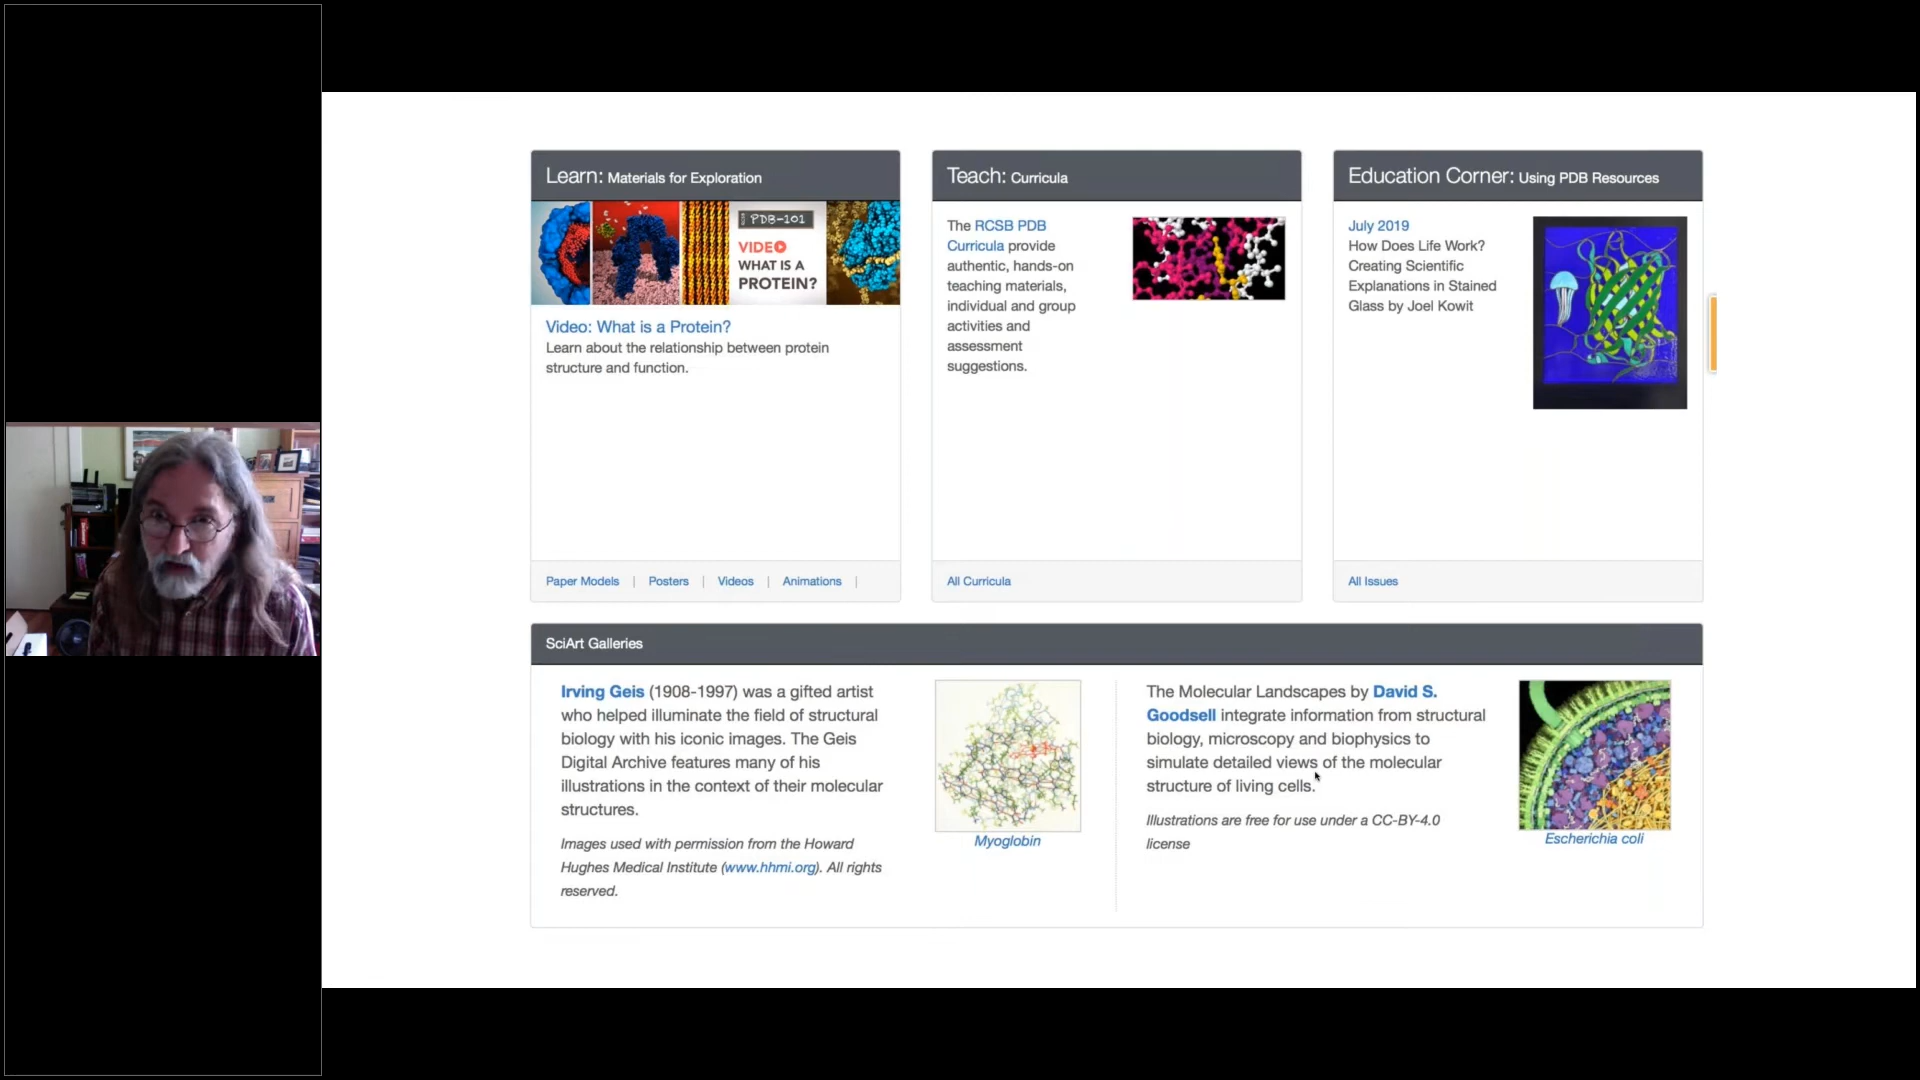 Learn: Materials for Exploration
PDB-101
VIDEO
WHAT IS A
PROTEIN?
Video: What is a Protein?
Learn about the relationship between protein
structure and function.
Paper Models | Posters | Videos | Animations |
Teach: Curricula
The RCSB PDB
Curricula provide
authentic, hands-on
teaching materials,
individual and group
activities and
assessment
suggestions.
All Curricula
Education Corner: Using PDB Resources
July 2019
How Does Life Work?
Creating Scientific
Explanations in Stained
Glass by Joel Kowit
All Issues
SciArt Galleries
Irving Geis (1908-1997) was a gifted artist
who helped illuminate the field of structural
biology with his iconic images. The Geis
Digital Archive features many of his
illustrations in the context of their molecular
structures.
Images used with permission from the Howard
Hughes Medical Institute (www.hhmi.org). All rights
reserved.
Myoglobin
The Molecular Landscapes by David S.
Goodsell integrate information from structural
biology, microscopy and biophysics to
simulate detailed views of the molecular
structure of living cells.
Illustrations are free for use under a CC-BY-4.0
license
Escherichia coli